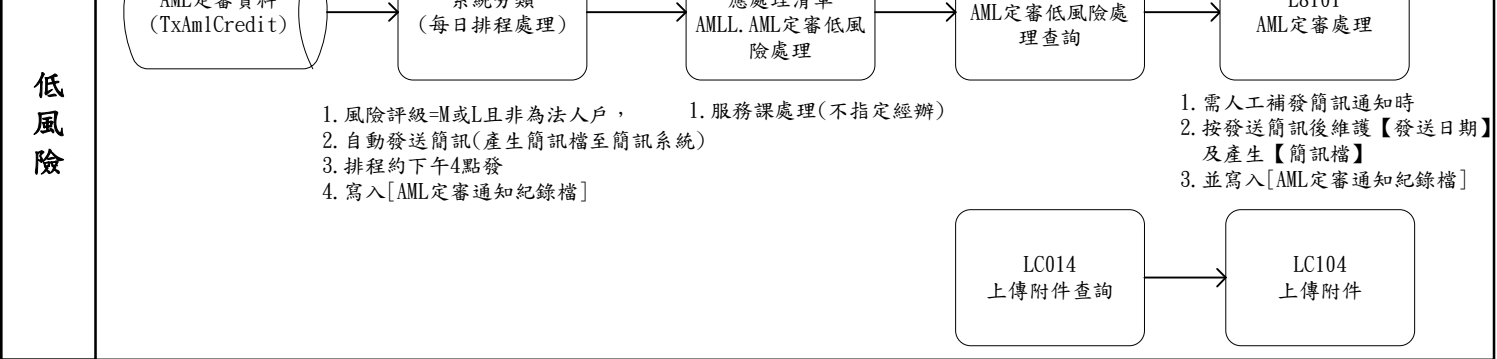 低風險
AML定審資料
(TxAmlCredit)
系統分類
(每日排程處理)
應處理清單
AMLL.AML定審低風
險處理
AML定審低風險處
理查詢
L8101
AML定審處理
1.風險評級=M或L且非為法人戶，
2.自動發送簡訊(產生簡訊檔至簡訊系統)
3.排程約下午4點發
4.寫入[AML定審通知紀錄檔]
1.服務課處理(不指定經辦)
1.需人工補發簡訊通知時
2.按發送簡訊後維護【發送日期】
及產生【簡訊檔】
3.並寫入[AML定審通知紀錄檔]
LC014
上傳附件查詢
LC104
上傳附件